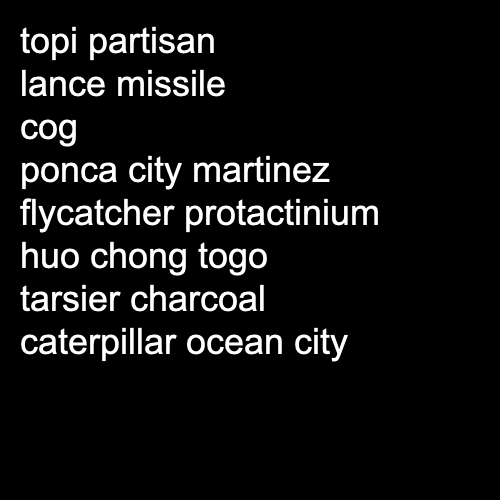 topi partisan
lance missile
cog
ponca city martinez
flycatcher protactinium
huo chong togo
tarsier charcoal
caterpillar ocean city